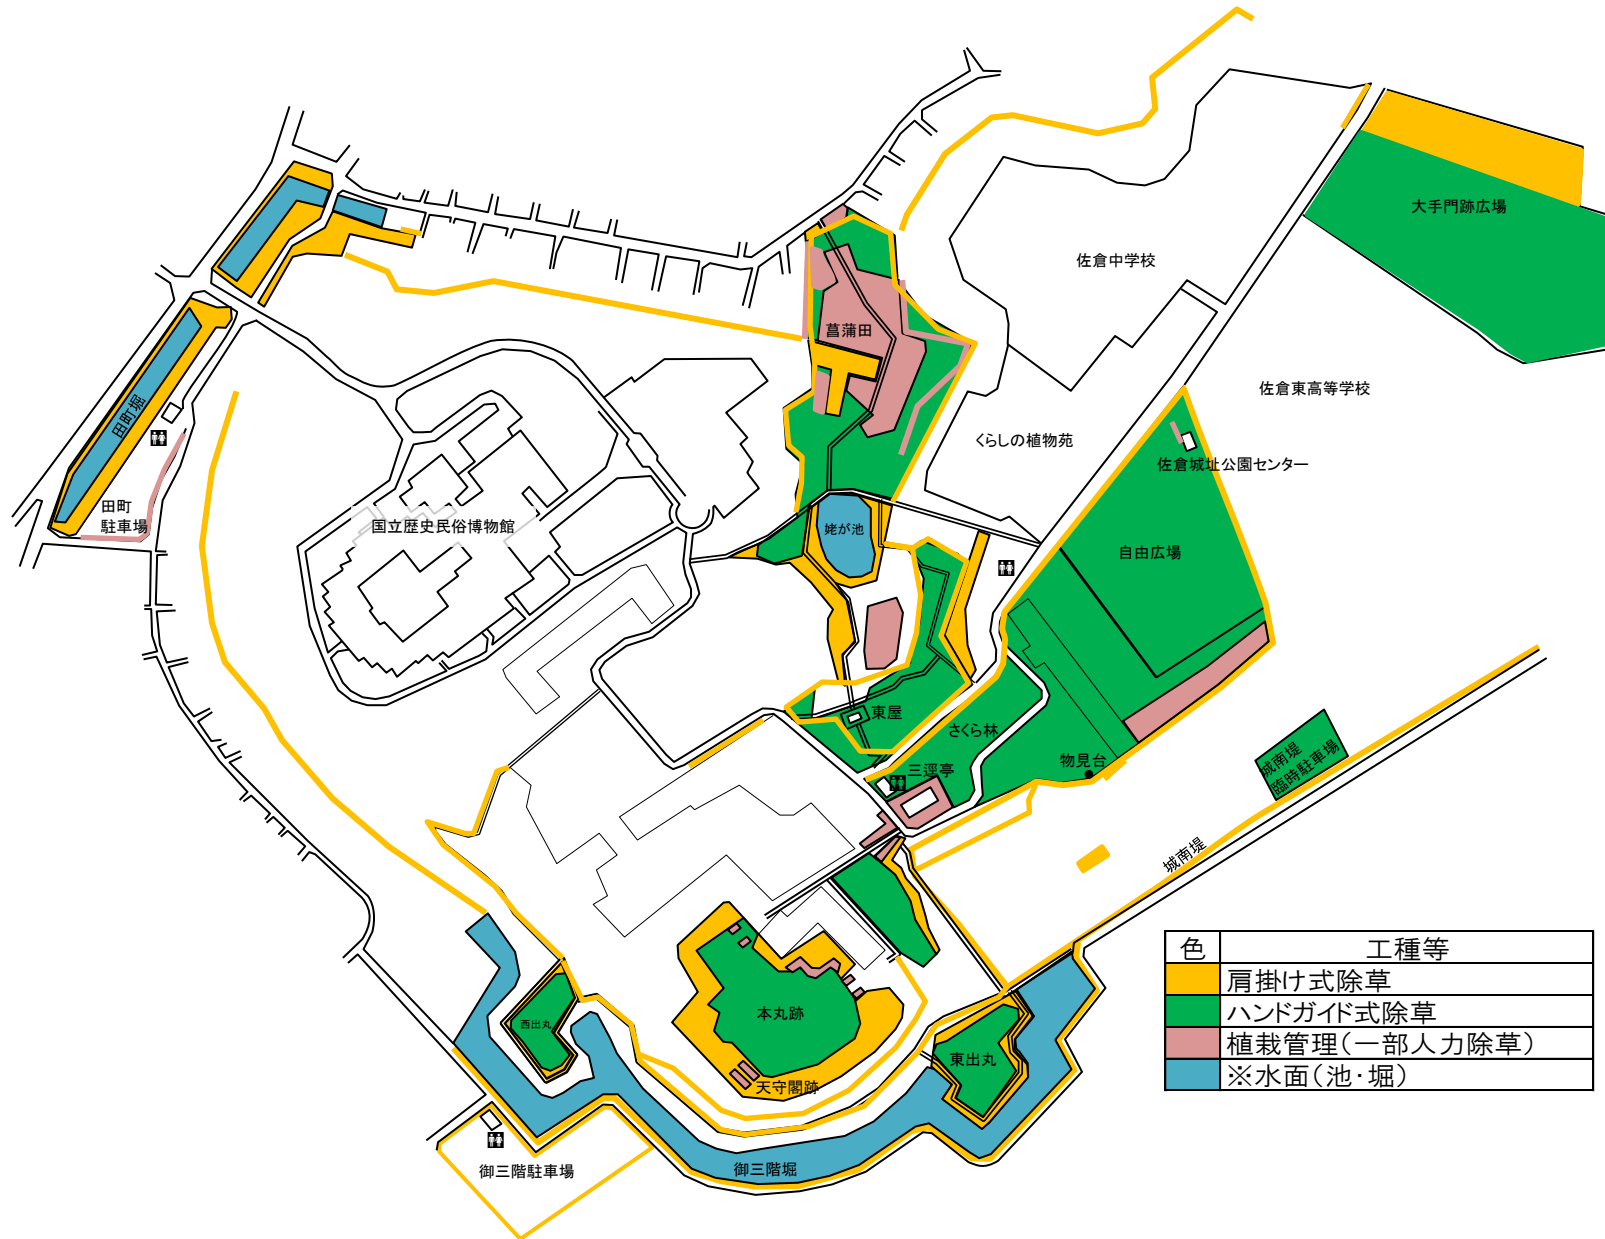 大手門跡広場
佐倉中学校
菖蒲田
佐倉東高等学校
田町堀
くらしの植物苑
佐倉城址公園センター
田町
駐車場
国立歴史民俗博物館
姥が池
自由広場
東屋
さくら林
物見台
三逕亭
城南堤
臨時駐車場
城南堤
本丸跡
西出丸
東出丸
天守閣跡
御三階堀
御三階駐車場
色 工種等
肩掛け式除草
ハンドガイド式除草
植栽管理(一部人力除草)
※水面(池・堀)